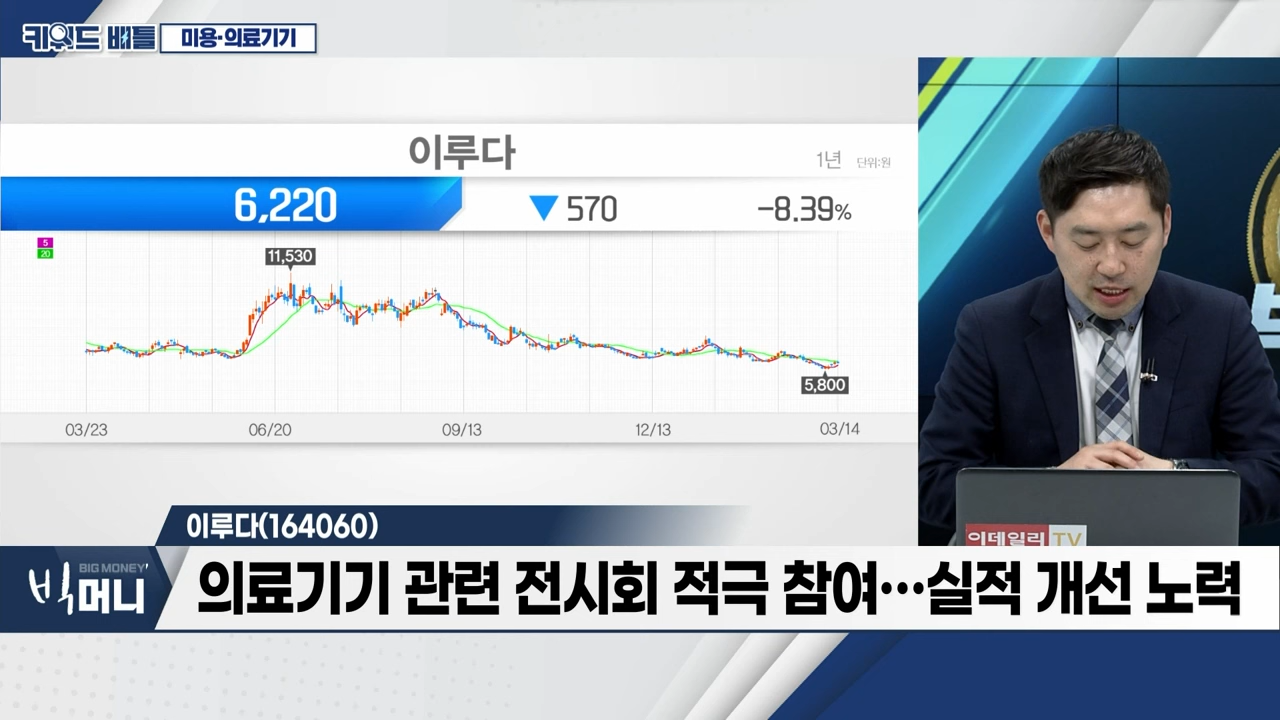 키워드 배틀 미용·의료기기
이루다
1년 단위:원
6,220 ▼ 570 -8.39%
5
20
11,530
5,800
03/23 06/20 09/13 12/13 03/14
이데일리 TV
이루다(164060)
BIG MONEY
빅머니
의료기기 관련 전시회 적극 참여…실적 개선 노력